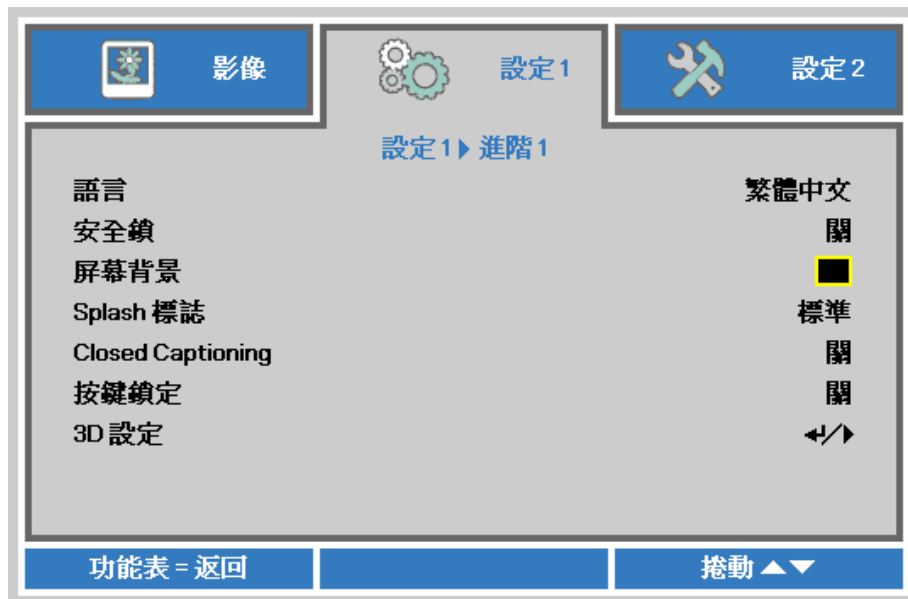 影像
設定1
設定2
設定1▶進階1
語言 繁體中文
安全鎖 關
屏幕背景
Splash 標誌 標準
Closed Captioning 關
按鍵鎖定 關
3D 設定 ↵/▶
功能表 = 返回
捲動▲▼